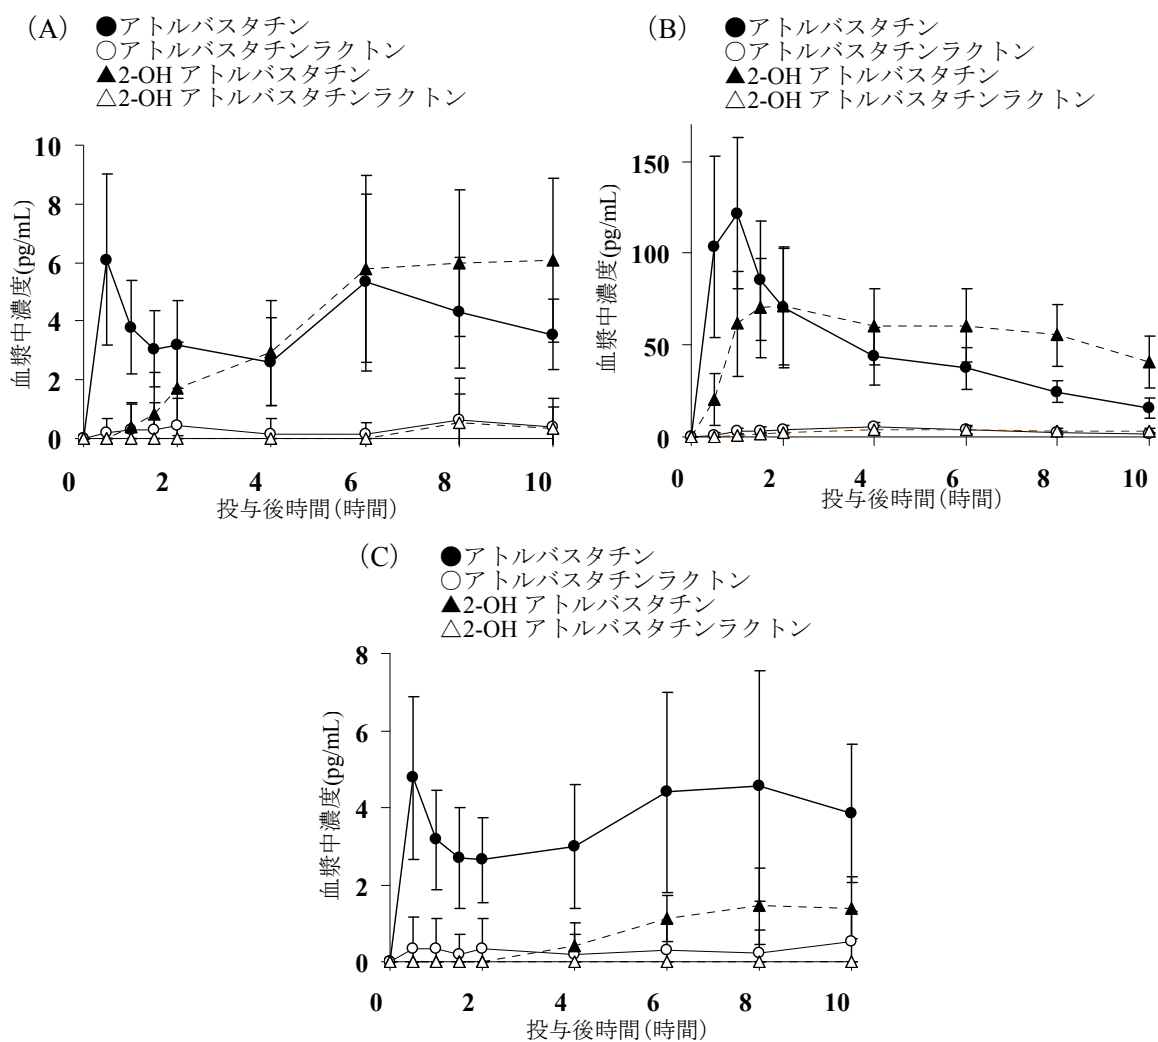 (A)
●アトルバスタチン
○アトルバスタチンラクトン
▲2-OH アトルバスタチン
△2-OH アトルバスタチンラクトン
10
8
6
4
2
0
血漿中濃度(pg/mL)
0 2 4 6 8 10
投与後時間(時間)
(B)
●アトルバスタチン
○アトルバスタチンラクトン
▲2-OH アトルバスタチン
△2-OH アトルバスタチンラクトン
150
100
50
0
血漿中濃度(pg/mL)
0 2 4 6 8 10
投与後時間(時間)
(C)
●アトルバスタチン
○アトルバスタチンラクトン
▲2-OH アトルバスタチン
△2-OH アトルバスタチンラクトン
8
6
4
2
0
血漿中濃度(pg/mL)
0 2 4 6 8 10
投与後時間(時間)